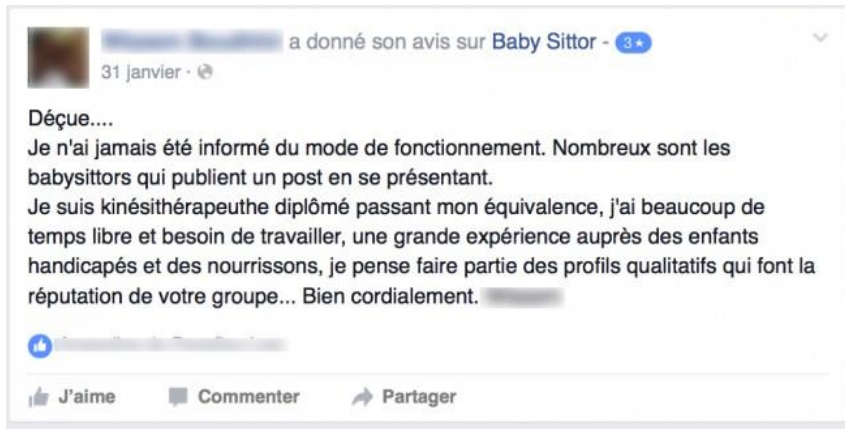 a donné son avis sur Baby Sittor - 3★
31 janvier ·
Déçue....
Je n'ai jamais été informé du mode de fonctionnement. Nombreux sont les
babysittors qui publient un post en se présentant.
Je suis kinésithérapeuthe diplômé passant mon équivalence, j'ai beaucoup de
temps libre et besoin de travailler, une grande expérience auprès des enfants
handicapés et des nourrissons, je pense faire partie des profils qualitatifs qui font la
réputation de votre groupe... Bien cordialement.
J'aime Commenter Partager